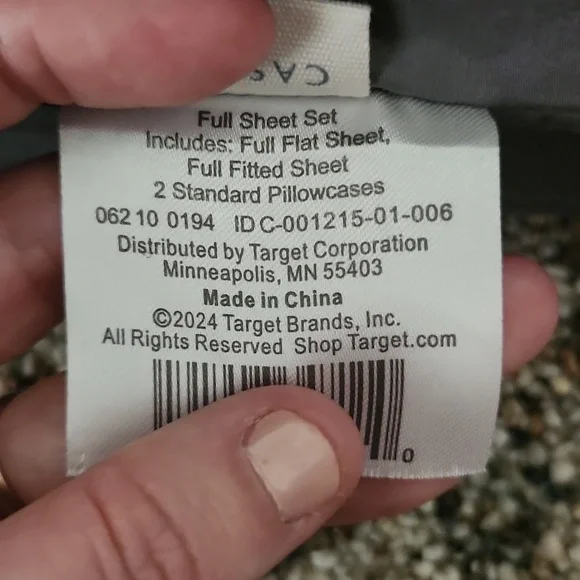 Full Sheet Set
Includes: Full Flat Sheet,
Full Fitted Sheet
2 Standard Pillowcases
062 10 0194 ID C-001215-01-006
Distributed by Target Corporation
Minneapolis, MN 55403
Made in China
©2024 Target Brands, Inc.
All Rights Reserved Shop Target.com
0